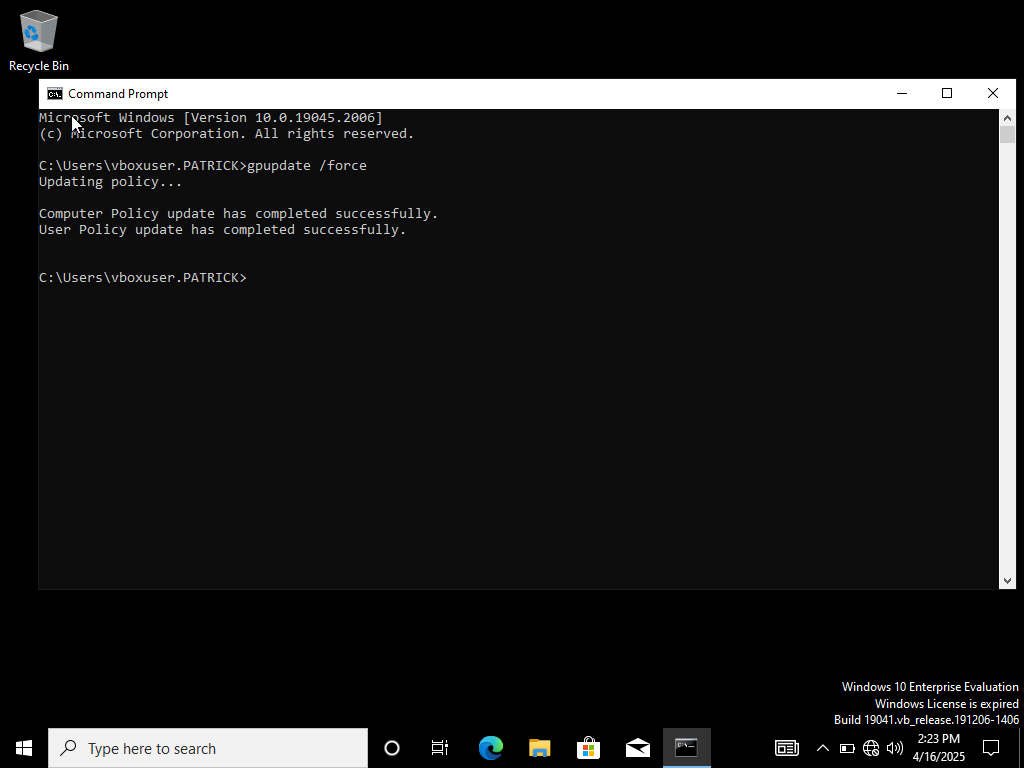 Recycle Bin
Command Prompt
Microsoft Windows [Version 10.0.19045.2006]
(c) Microsoft Corporation. All rights reserved.
C:\Users\vboxuser.PATRICK>gpupdate /force
Updating policy...
Computer Policy update has completed successfully.
User Policy update has completed successfully.
C:\Users\vboxuser.PATRICK>
Windows 10 Enterprise Evaluation
Windows License is expired
Build 19041.vb_release.191206-1406
Type here to search
2:23 PM
4/16/2025